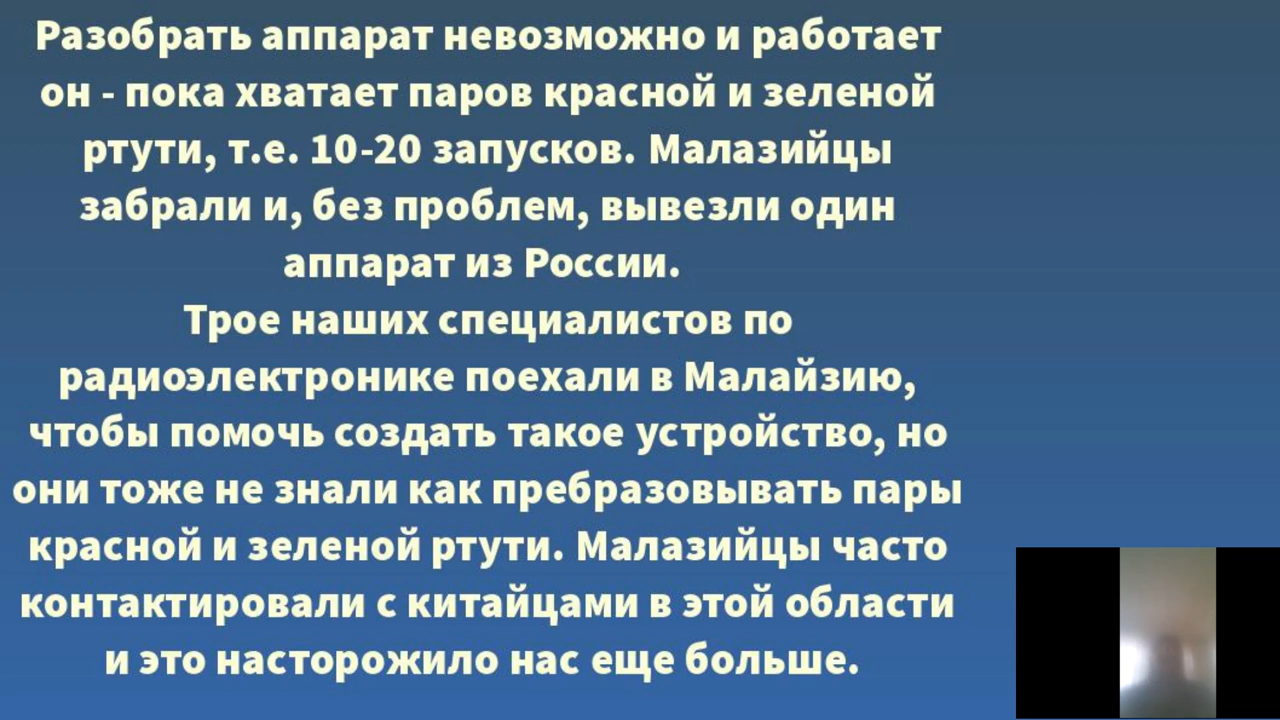 Разобрать аппарат невозможно и работает
он - пока хватает паров красной и зеленой
ртути, т.е. 10-20 запусков. Малазийцы
забрали и, без проблем, вывезли один
аппарат из России.
Трое наших специалистов по
радиоэлектронике поехали в Малайзию,
чтобы помочь создать такое устройство, но
они тоже не знали как пребразовывать пары
красной и зеленой ртути. Малазийцы часто
контактировали с китайцами в этой области
и это насторожило нас еще больше.